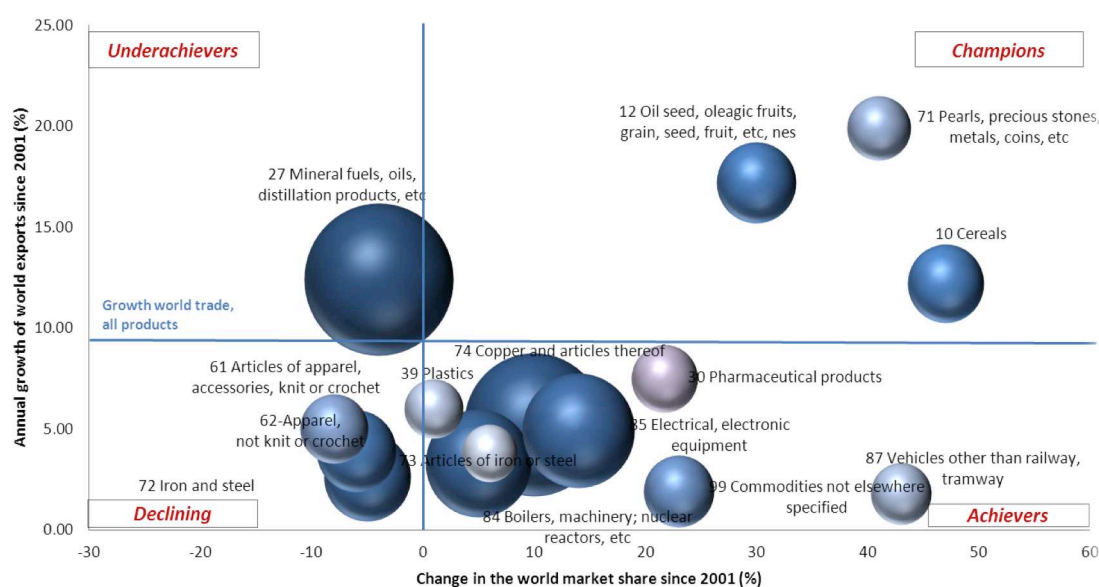 25.00
Underachievers
Champions
Annual growth of world exports since 2001 (%)
20.00
12 Oil seed, oleagic fruits,
grain, seed, fruit, etc, nes
71 Pearls, precious stones,
metals, coins, etc
27 Mineral fuels, oils,
distillation products, etc
15.00
10 Cereals
Growth world trade,
all products
10.00
74 Copper and articles thereof
61 Articles of apparel,
accessories, knit or crochet
39 Plastics
30 Pharmaceutical products
5.00
62-Apparel,
not knit or crochet
85 Electrical, electronic
equipment
73 Articles of iron or steel
87 Vehicles other than railway,
tramway
72 Iron and steel
99 Commodities not elsewhere
specified
Declining
84 Boilers, machinery; nuclear
reactors, etc
Achievers
0.00
-30 -20 -10 0 10 20 30 40 50 60
Change in the world market share since 2001 (%)